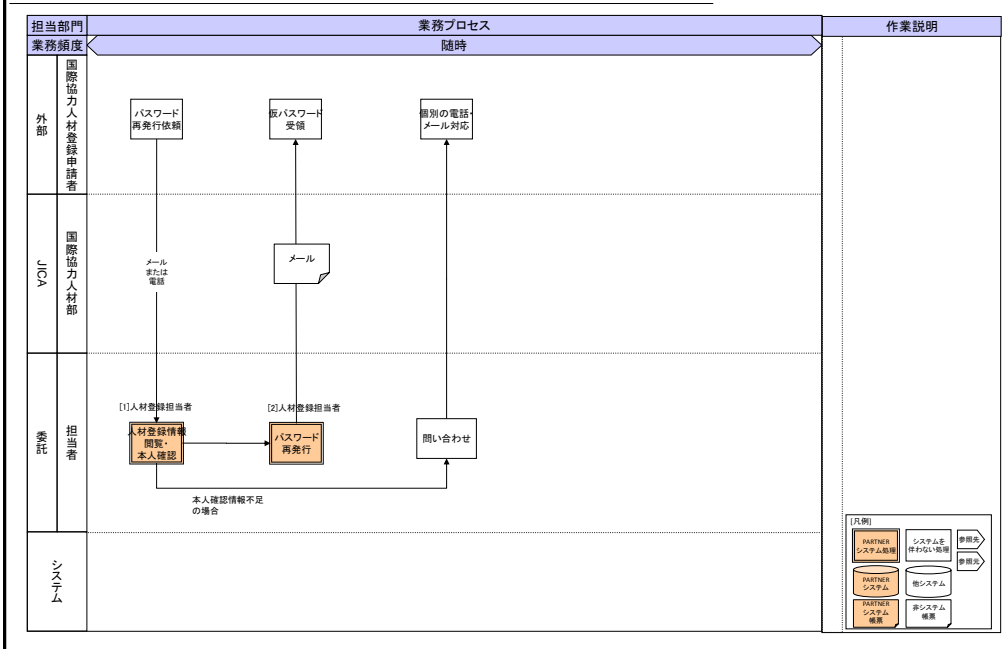 担当部門
業務プロセス
作業説明
業務頻度
随時
外部
国際協力人材登録申請者
パスワード
再発行依頼
仮パスワード
受領
個別の電話・
メール対応
JICA
国際協力人材部
メール
または
電話
メール
委託
担当者
[1]人材登録担当者
[2]人材登録担当者
人材登録情報
閲覧・
本人確認
パスワード
再発行
問い合わせ
本人確認情報不足
の場合
システム
[凡例]
PARTNER
システム処理
システムを
伴わない処理
参照先
参照元
PARTNER
システム
他システム
PARTNER
システム
帳票
非システム
帳票